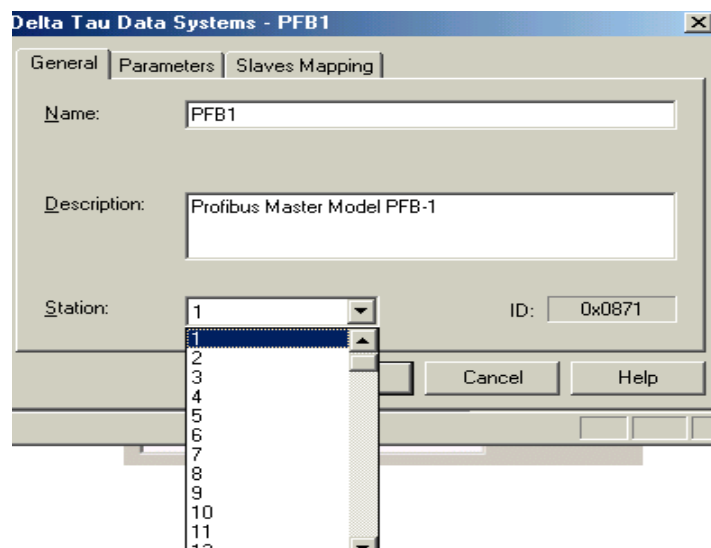 Delta Tau Data Systems - PFB1
General Parameters Slaves Mapping
Name: PFB1
Description: Profibus Master Model PFB-1
Station: 1 ID: 0x0871
1
2
3
Cancel Help
4
5
6
7
8
9
10
11